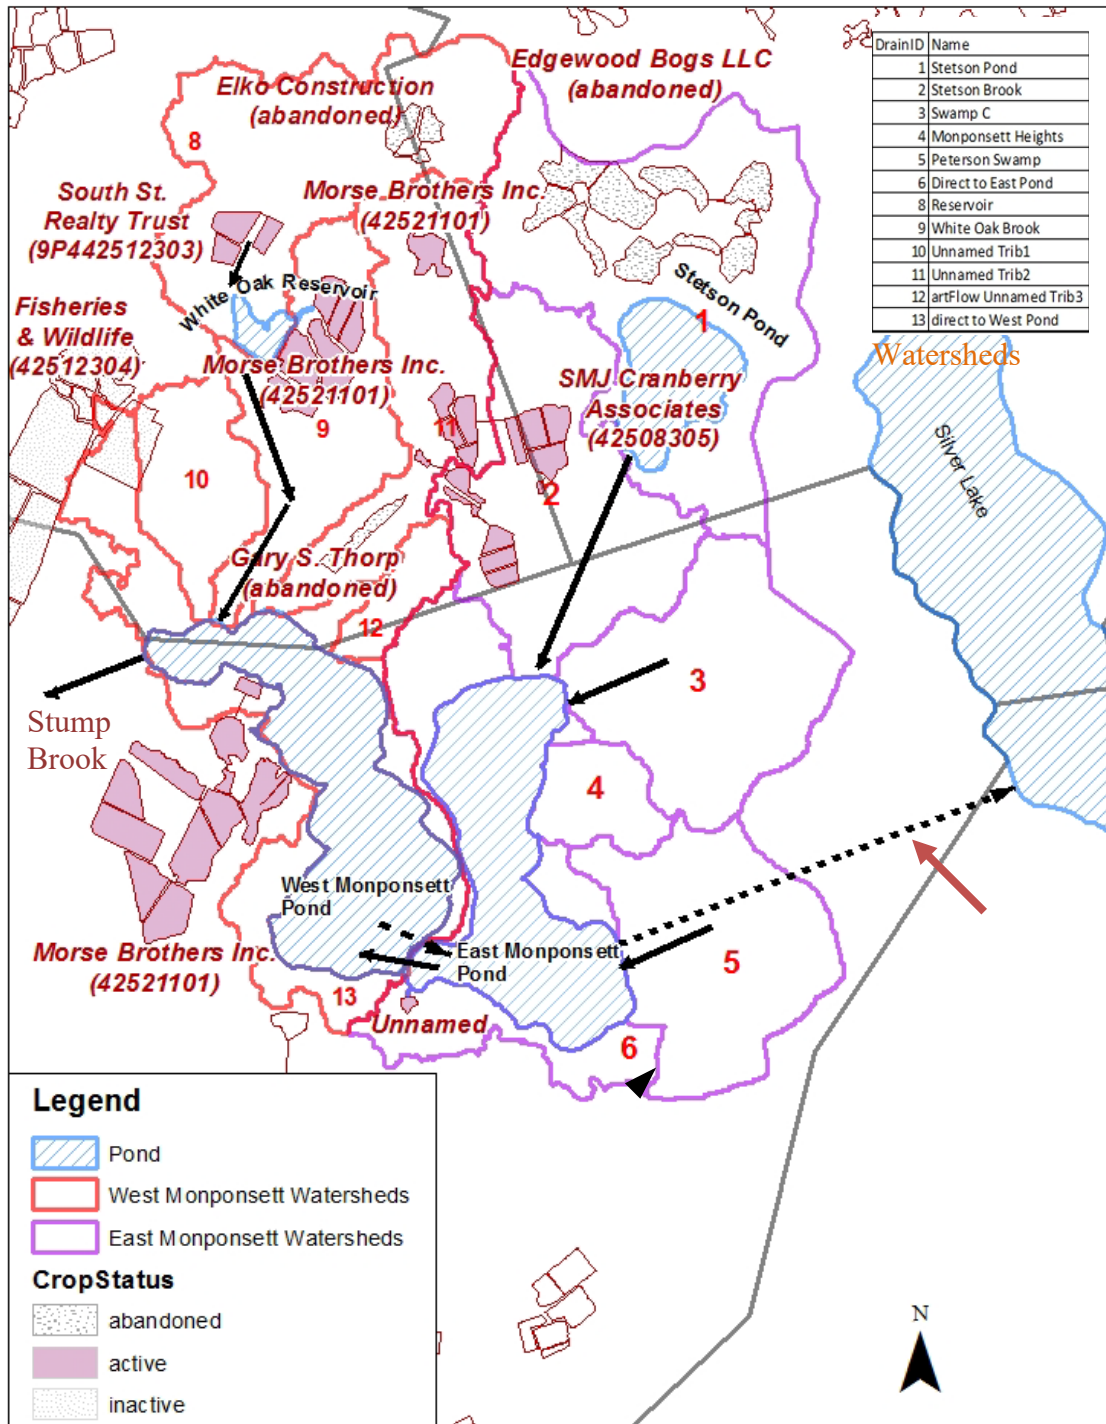 Edgewood Bogs LLC
(abandoned)
Elko Construction
(abandoned)
DrainID Name
1 Stetson Pond
2 Stetson Brook
3 Swamp C
4 Monponsett Heights
5 Peterson Swamp
6 Direct to East Pond
8 Reservoir
9 White Oak Brook
10 Unnamed Trib1
11 Unnamed Trib2
12 artFlow Unnamed Trib3
13 direct to West Pond
Watersheds
8
South St.
Realty Trust
(9P442512303)
Morse Brothers Inc.
(42521101)
White Oak Reservoir
Stetson Pond
1
Fisheries
& Wildlife
(42512304)
Morse Brothers Inc.
(42521101)
SMJ Cranberry
Associates
(42508305)
9
11
10
2
Silver Lake
Gary S. Thorp
(abandoned)
12
3
Stump
Brook
4
West Monponsett
Pond
East Monponsett
Pond
5
Morse Brothers Inc.
(42521101)
13
Unnamed
6
Legend
Pond
West Monponsett Watersheds
East Monponsett Watersheds
CropStatus
abandoned
active
inactive
N